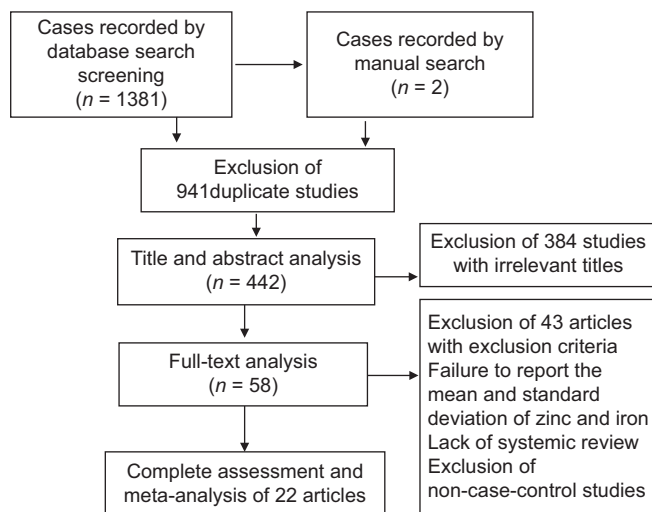 Cases recorded by
database search
screening
(n = 1381)
Cases recorded by
manual search
(n = 2)
Exclusion of
941duplicate studies
Title and abstract analysis
(n = 442)
Exclusion of 384 studies
with irrelevant titles
Full-text analysis
(n = 58)
Exclusion of 43 articles
with exclusion criteria
Failure to report the
mean and standard
deviation of zinc and iron
Lack of systemic review
Exclusion of
non-case-control studies
Complete assessment and
meta-analysis of 22 articles